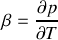 β = ∂p/∂T